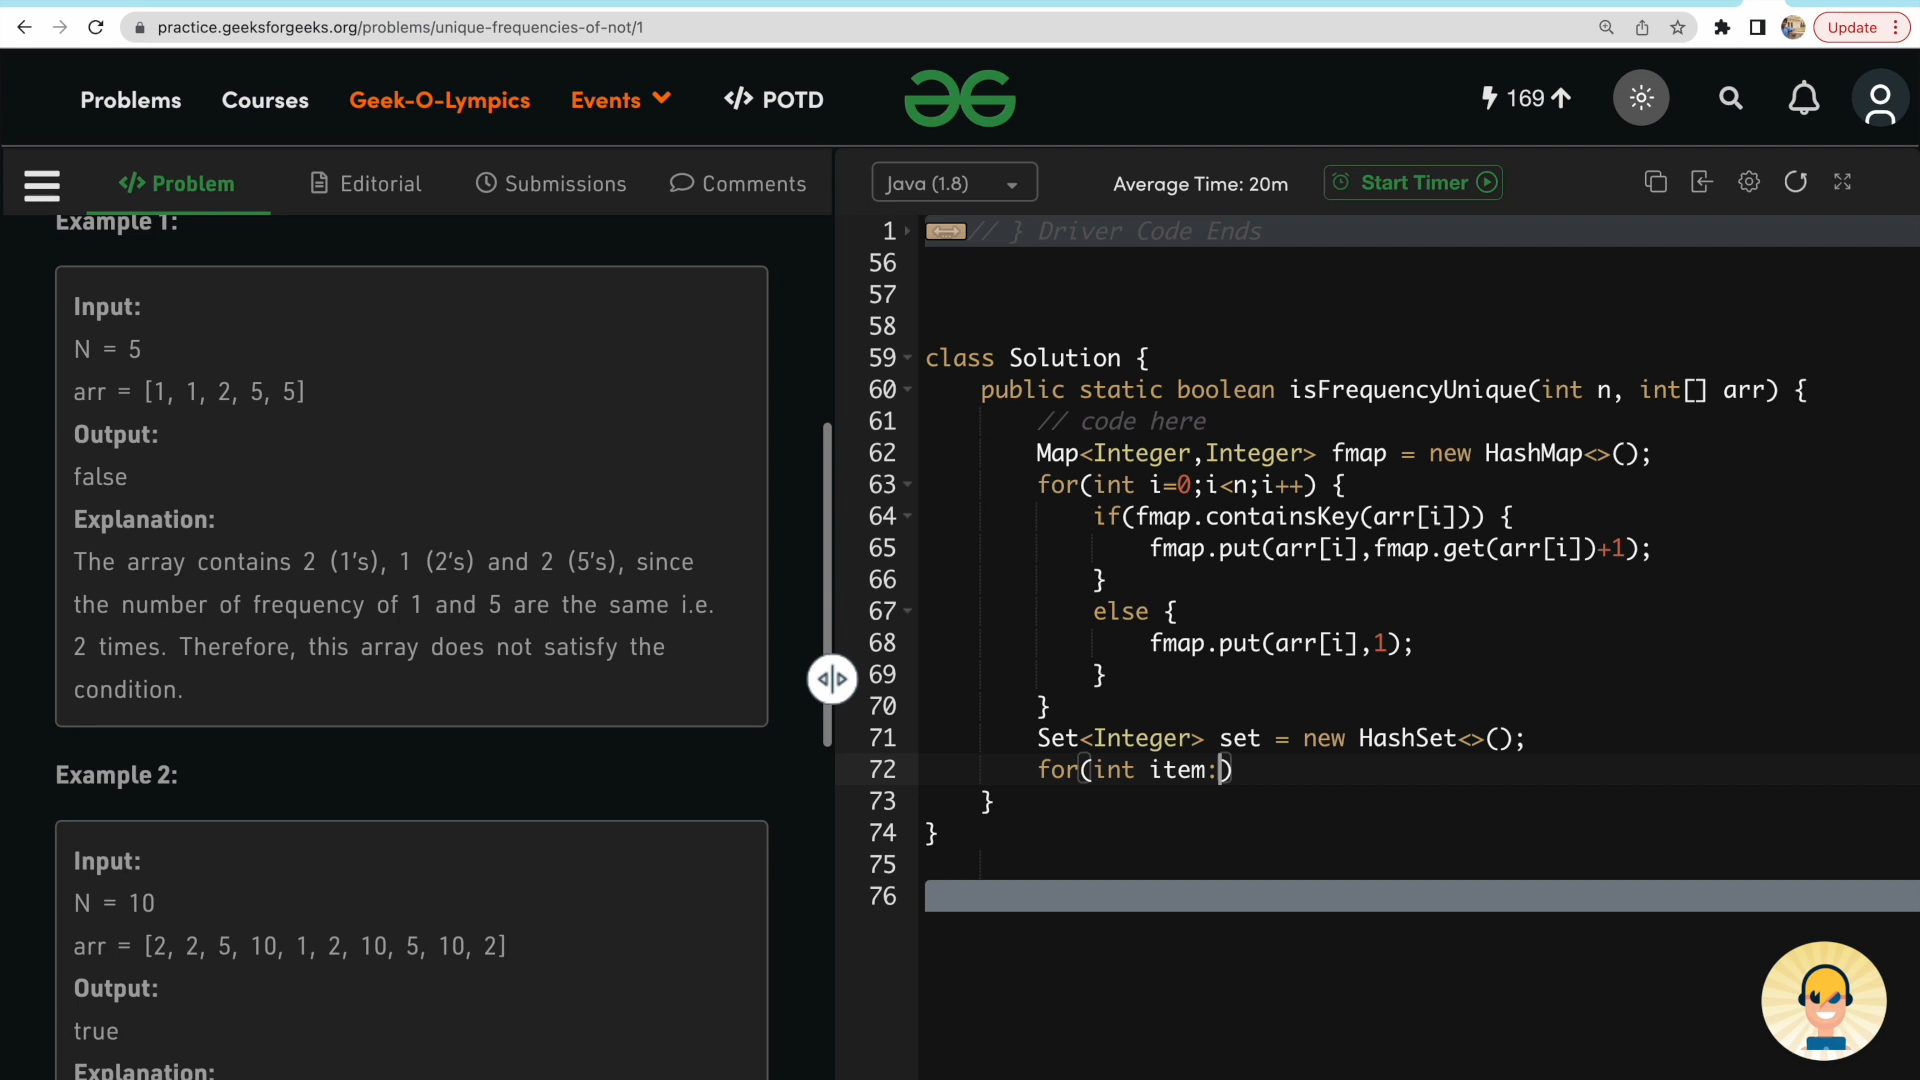 practice.geeksforgeeks.org/problems/unique-frequencies-of-not/1
Update
Problems
Courses
Geek-O-Lympics
Events
</> POTD
169
</> Problem
Editorial
Submissions
Comments
Java (1.8)
Average Time: 20m
Start Timer
Example 1:
Input:
N = 5
arr = [1, 1, 2, 5, 5]
Output:
false
Explanation:
The array contains 2 (1’s), 1 (2’s) and 2 (5’s), since
the number of frequency of 1 and 5 are the same i.e.
2 times. Therefore, this array does not satisfy the
condition.
Example 2:
Input:
N = 10
arr = [2, 2, 5, 10, 1, 2, 10, 5, 10, 2]
Output:
true
Explanation:
1 // } Driver Code Ends
56
57
58
59 class Solution {
60 public static boolean isFrequencyUnique(int n, int[] arr) {
61 // code here
62 Map<Integer,Integer> fmap = new HashMap<>();
63 for(int i=0;i<n;i++) {
64 if(fmap.containsKey(arr[i])) {
65 fmap.put(arr[i],fmap.get(arr[i])+1);
66 }
67 else {
68 fmap.put(arr[i],1);
69 }
70 }
71 Set<Integer> set = new HashSet<>();
72 for(int item:)
73 }
74 }
75
76